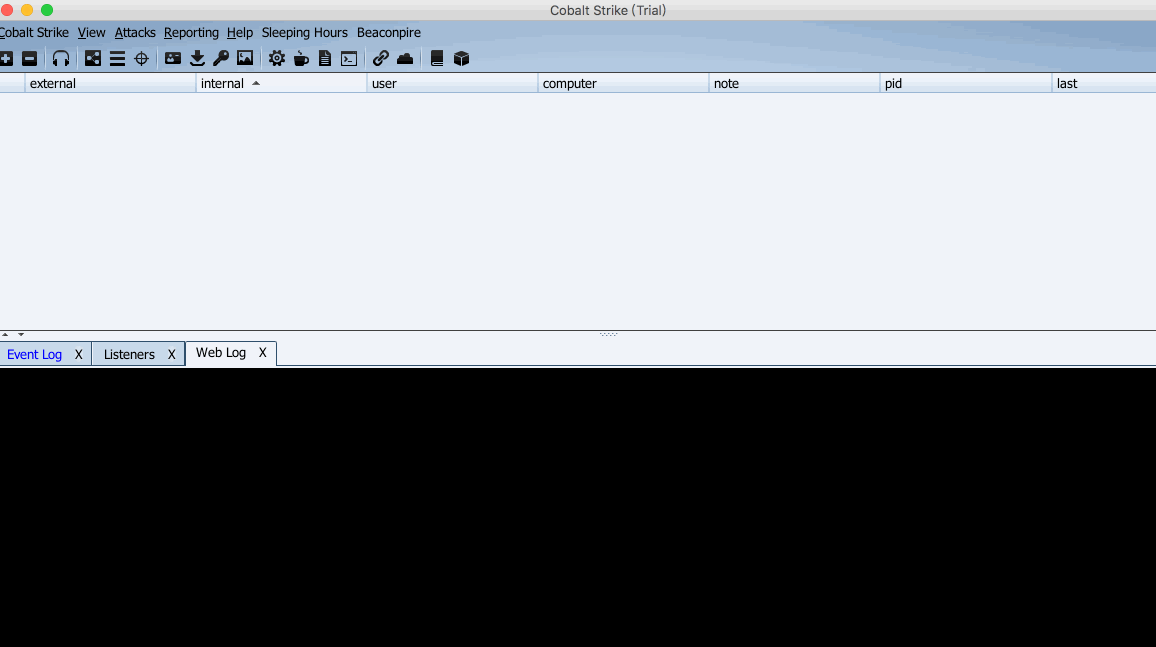 Cobalt Strike (Trial)
Cobalt Strike View Attacks Reporting Help Sleeping Hours Beaconpire
external internal user computer note pid last
Event Log X Listeners X Web Log X